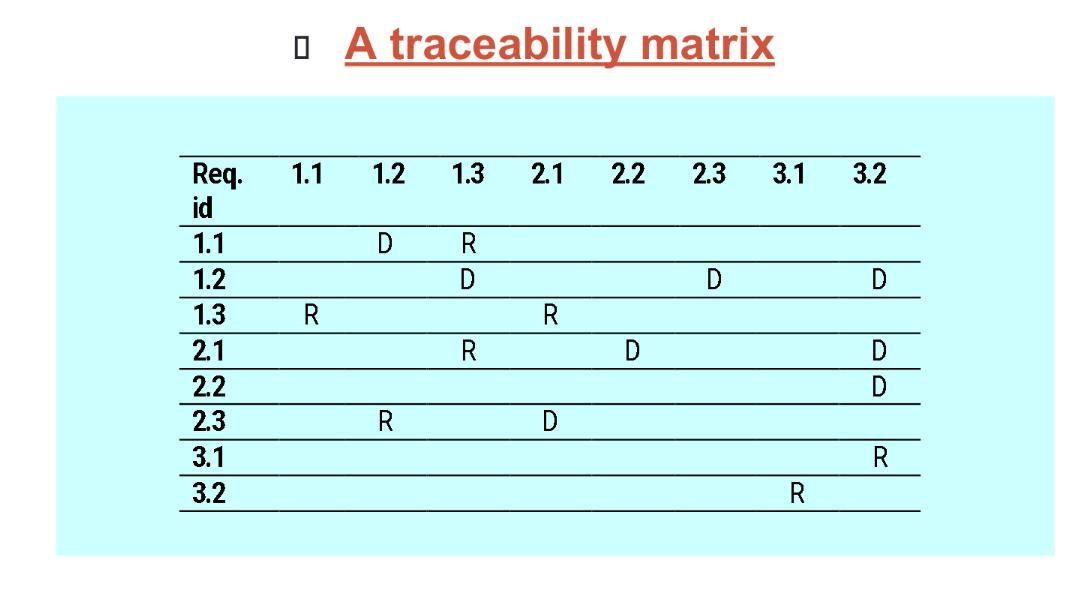 A traceability matrix
Req. id 1.1 1.2 1.3 2.1 2.2 2.3 3.1 3.2
1.1 D R
1.2 D D D
1.3 R R
2.1 R D D
2.2 D
2.3 R D
3.1 R
3.2 R